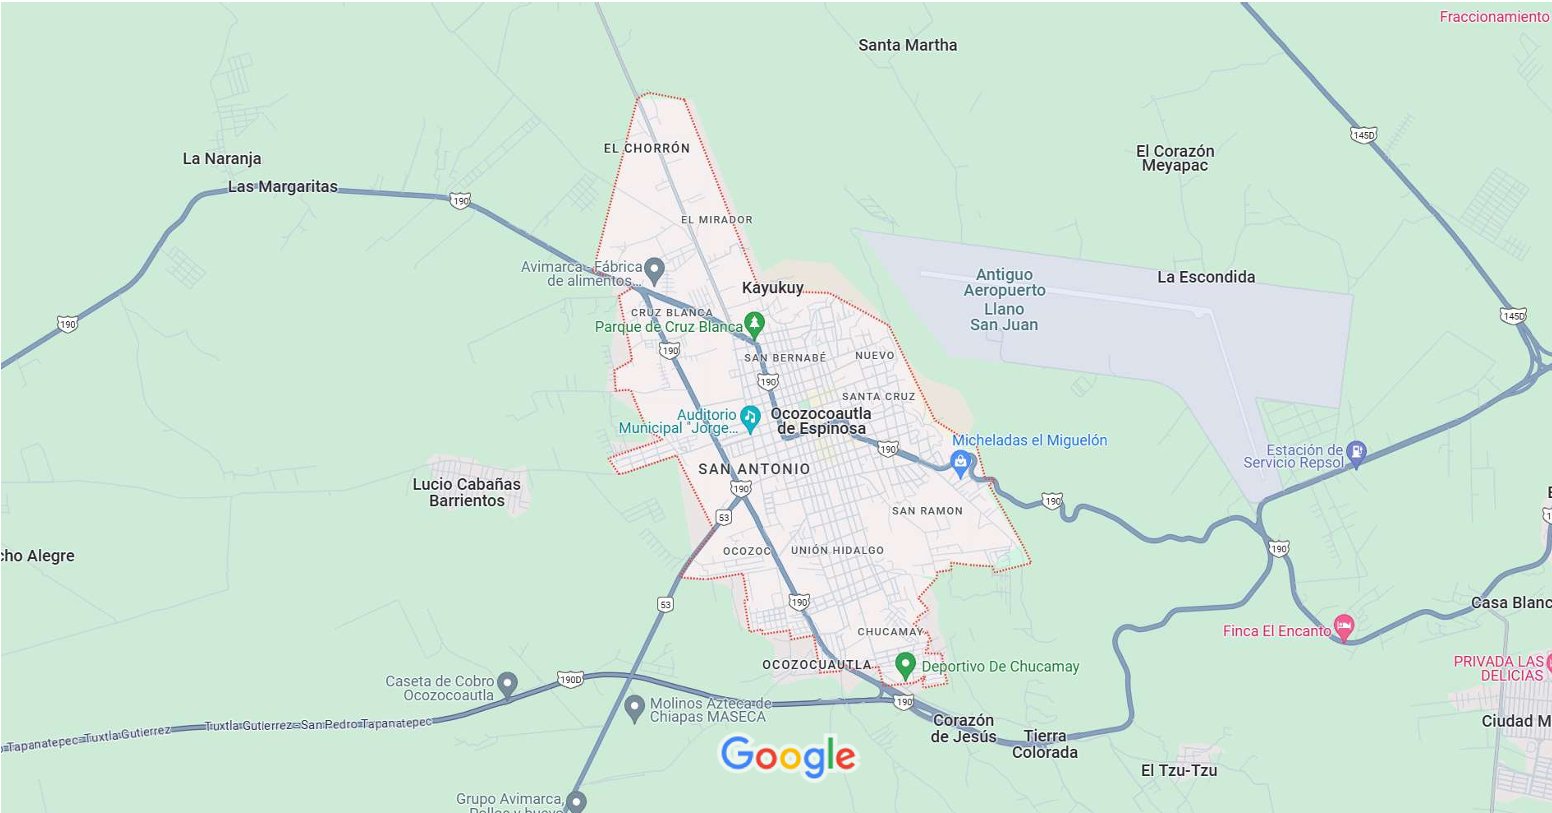 Fraccionamiento
Santa Martha
145D
EL CHORRÓN
El Corazón
Meyapac
La Naranja
Las Margaritas
190
EL MIRADOR
Avimarca - Fábrica
de alimentos...
Antiguo
Aeropuerto
Llano
San Juan
La Escondida
Kayukuy
CRUZ BLANCA
Parque de Cruz Blanca
190
145D
190
SAN BERNABÉ
NUEVO
190
SANTA CRUZ
Auditorio
Municipal "Jorge...
Ocozocoautla
de Espinosa
190
Micheladas el Miguelón
Estación de
Servicio Repsol
SAN ANTONIO
Lucio Cabañas
Barrientos
190
190
53
SAN RAMON
cho Alegre
OCOZOC
UNIÓN HIDALGO
190
53
190
Casa Blanc
CHUCAMAY
Finca El Encanto
OCOZOCUAUTLA
Deportivo De Chucamay
PRIVADA LAS
DELICIAS
Caseta de Cobro
Ocozocoautla
190D
190
Molinos Azteca de
Chiapas MASECA
Tapanatepec-Tuxtla Gutierrez
Tuxtla Gutierrez - San Pedro Tapanatepec
Corazón
de Jesús
Tierra
Colorada
Ciudad M
El Tzu-Tzu
Google
Grupo Avimarca,